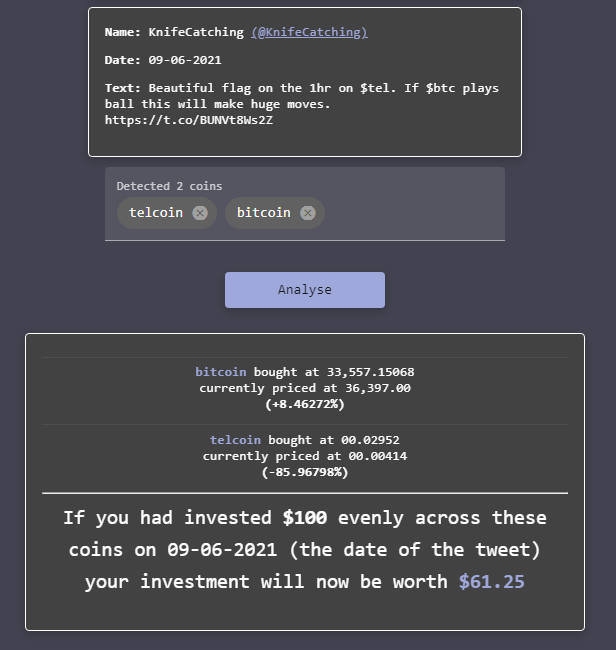 Name: KnifeCatching (@KnifeCatching)
Date: 09-06-2021
Text: Beautiful flag on the 1hr on $tel. If $btc plays
ball this will make huge moves.
https://t.co/BUNVt8Ws2Z
Detected 2 coins
telcoin
bitcoin
Analyse
bitcoin bought at 33,557.15068
currently priced at 36,397.00
(+8.46272%)
telcoin bought at 00.02952
currently priced at 00.00414
(-85.96798%)
If you had invested $100 evenly across these
coins on 09-06-2021 (the date of the tweet)
your investment will now be worth $61.25